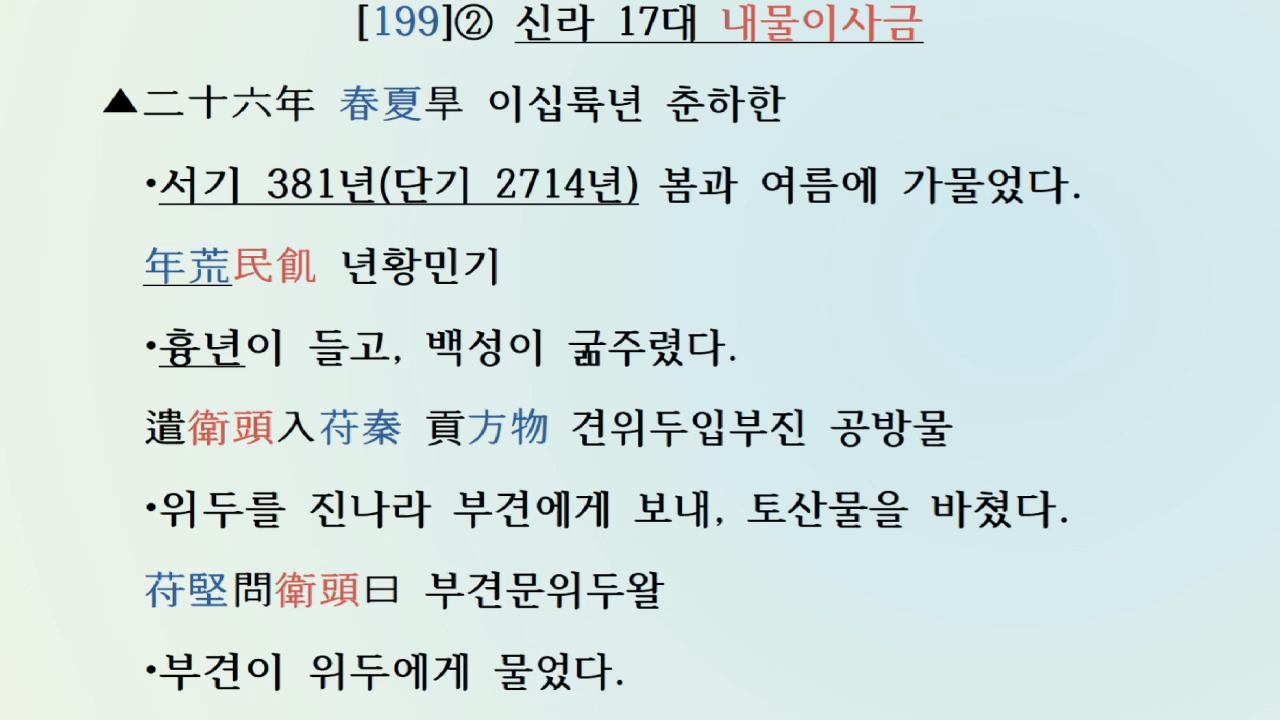 [199]② 신라 17대 내물이사금
▲二十六年 春夏旱 이십륙년 춘하한
•서기 381년(단기 2714년) 봄과 여름에 가물었다.
年荒民飢 년황민기
•흉년이 들고, 백성이 굶주렸다.
遣衛頭入苻秦 貢方物 견위두입부진 공방물
•위두를 진나라 부견에게 보내, 토산물을 바쳤다.
苻堅問衛頭曰 부견문위두왈
•부견이 위두에게 물었다.